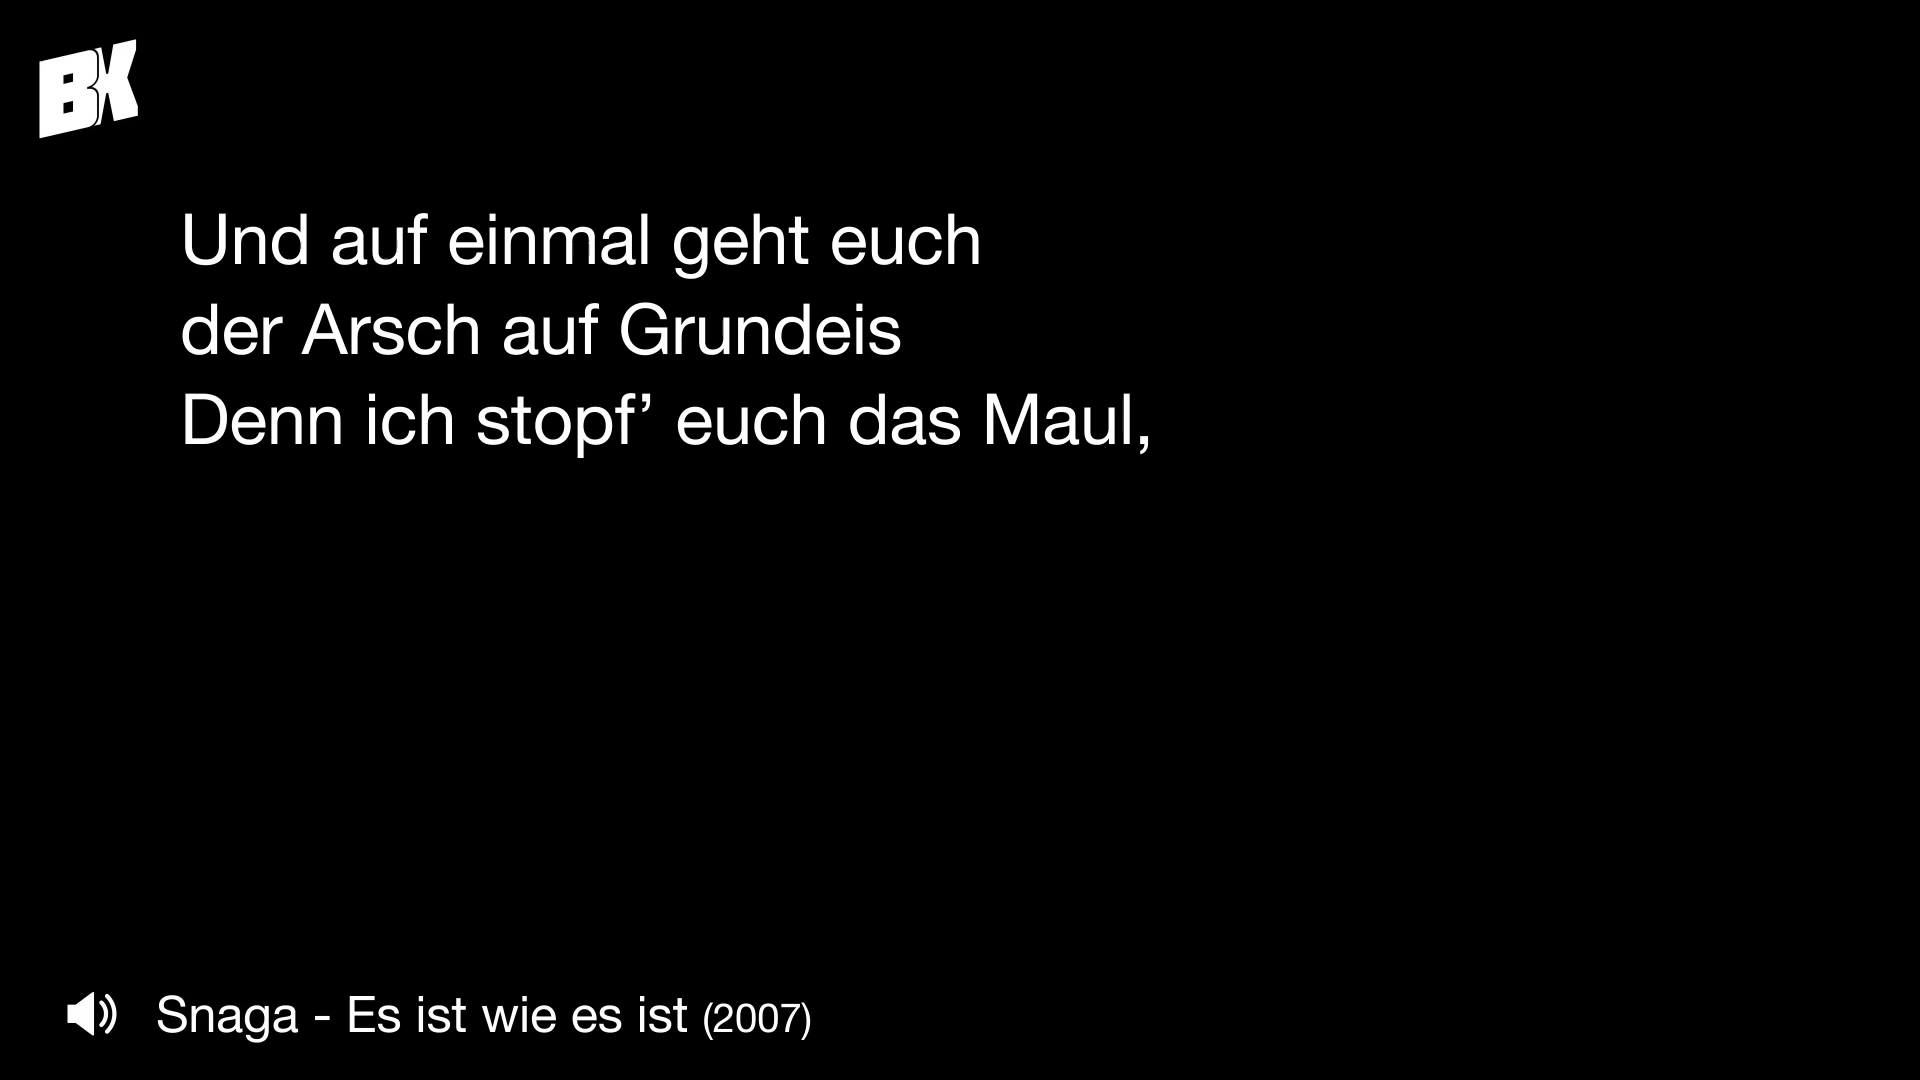 BK
Und auf einmal geht euch
der Arsch auf Grundeis
Denn ich stopf’ euch das Maul,
Snaga - Es ist wie es ist (2007)